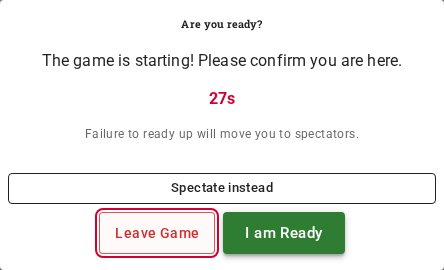 Are you ready?
The game is starting! Please confirm you are here.
27s
Failure to ready up will move you to spectators.
Spectate instead
Leave Game
I am Ready